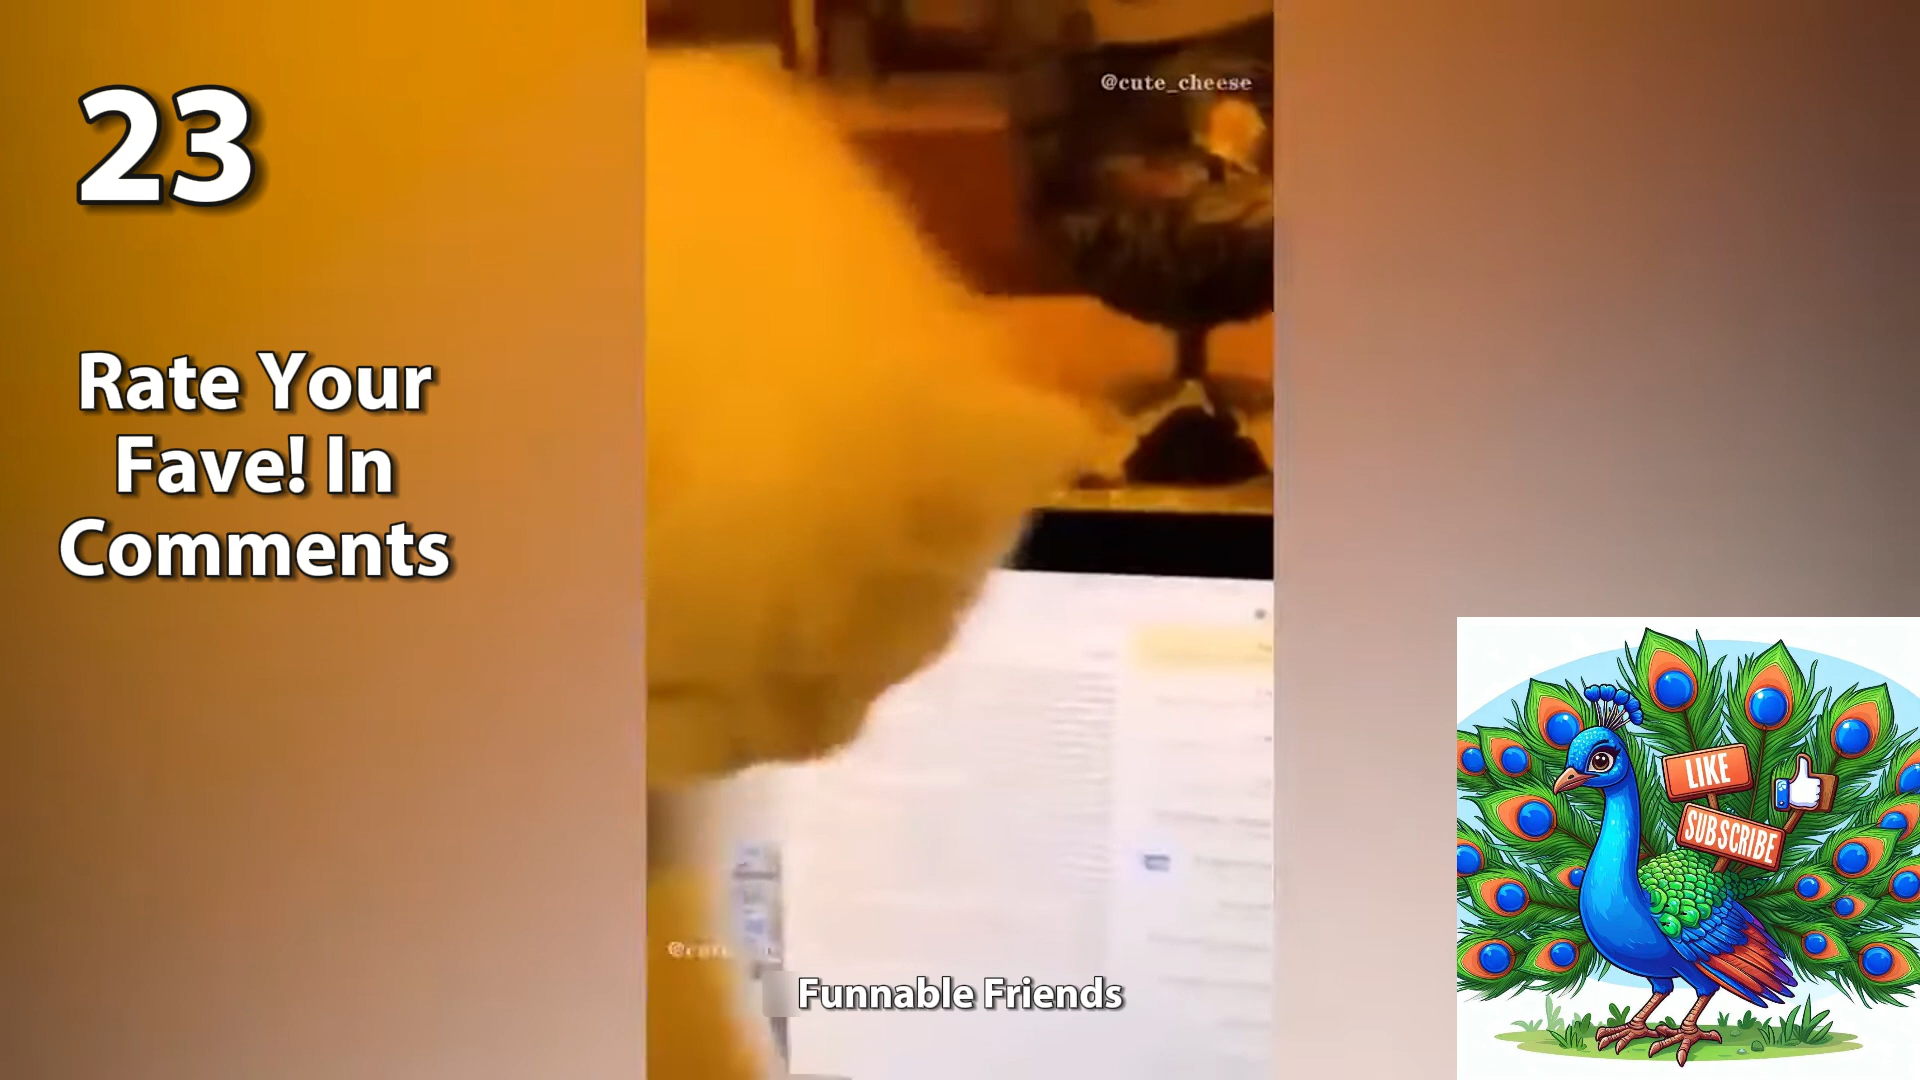 23
@cute_cheese
Rate Your
Fave! In
Comments
LIKE
SUBSCRIBE
Funnable Friends